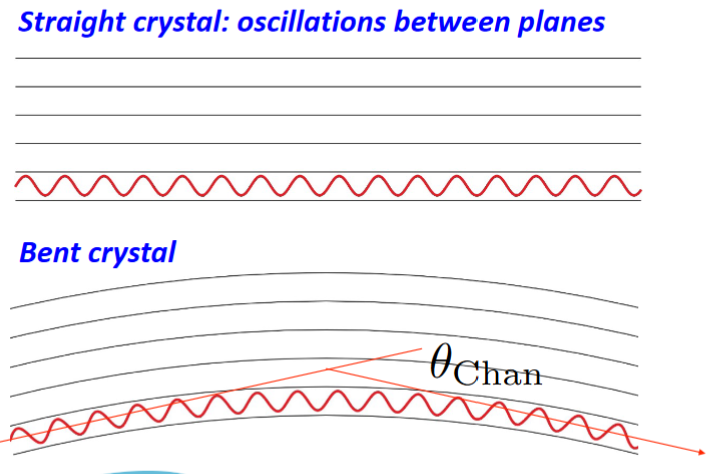 Straight crystal: oscillations between planes
Bent crystal
θChan